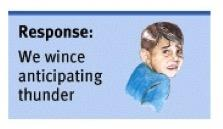 Response:
We wince
anticipating
thunder